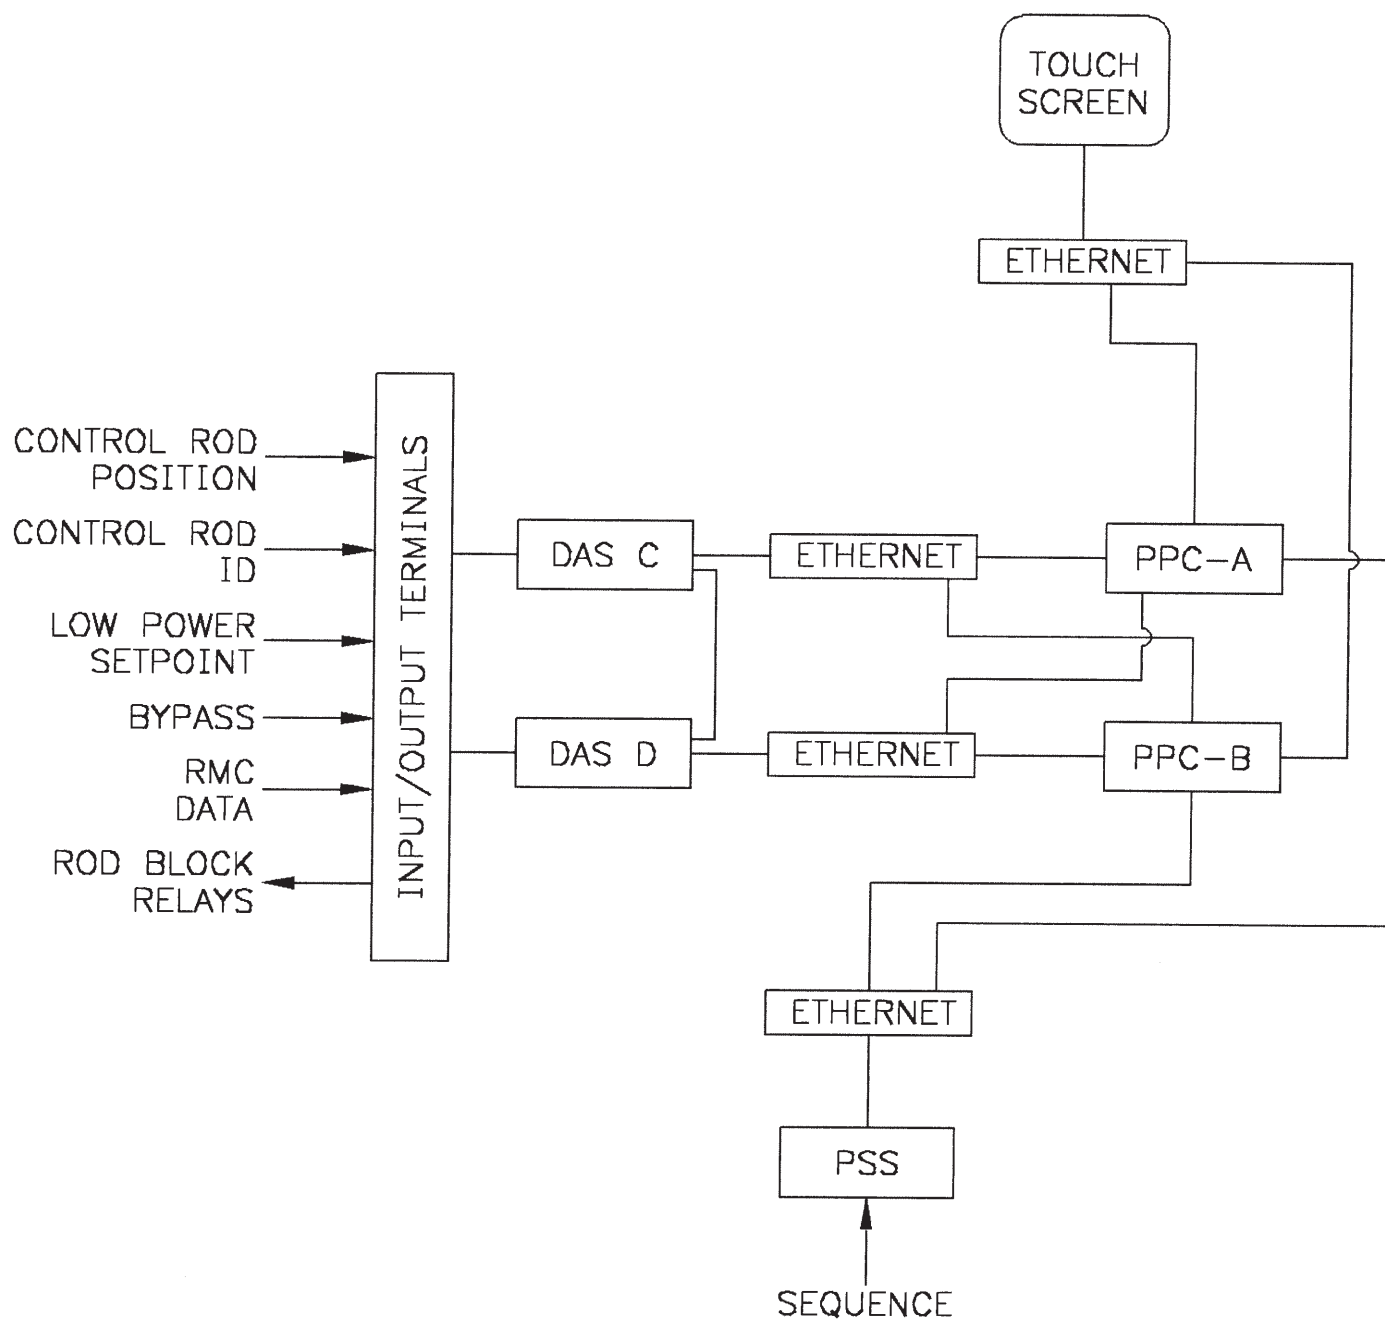 TOUCH
SCREEN
ETHERNET
CONTROL ROD
POSITION
CONTROL ROD
ID
LOW POWER
SETPOINT
BYPASS
RMC
DATA
ROD BLOCK
RELAYS
INPUT/OUTPUT TERMINALS
DAS C
ETHERNET
PPC-A
DAS D
ETHERNET
PPC-B
ETHERNET
PSS
SEQUENCE